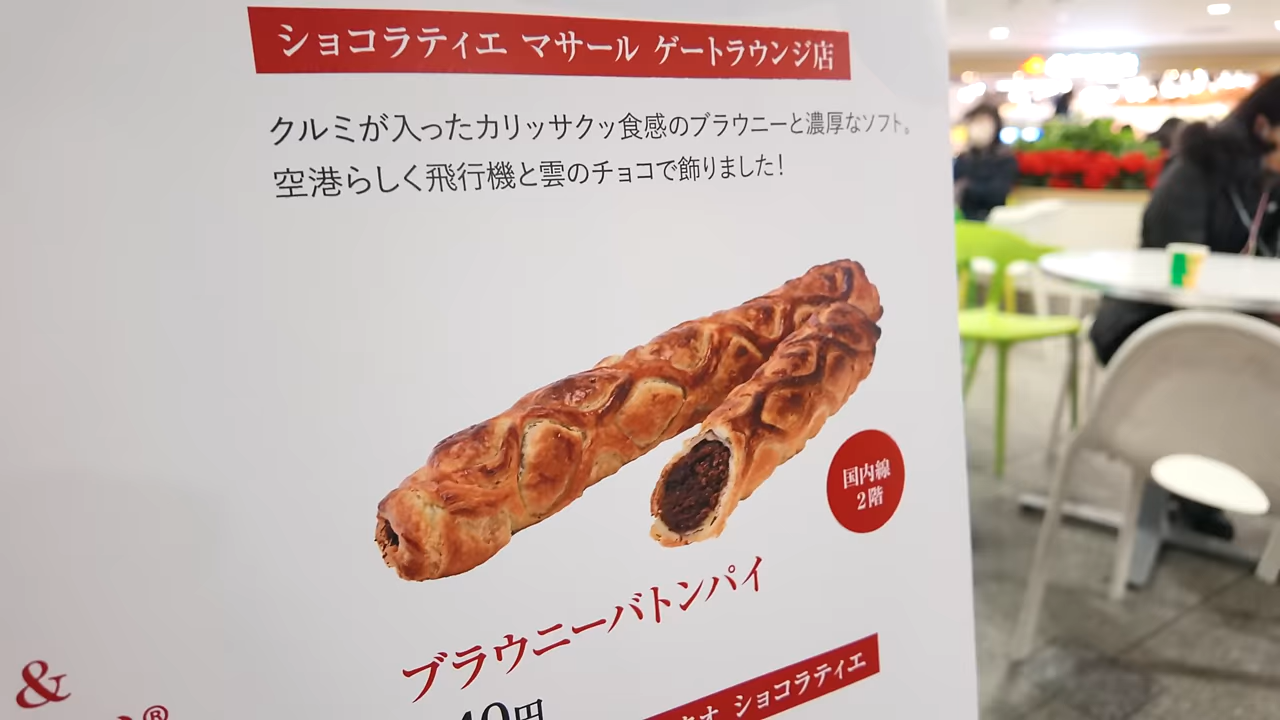 ショコラティエ マサール ゲートラウンジ店
クルミが入ったカリッサクッ食感のブラウニーと濃厚なソフト。
空港らしく飛行機と雲のチョコで飾りました!
国内線
2階
ブラウニーバトンパイ
40円
ショコラティエ
&
®